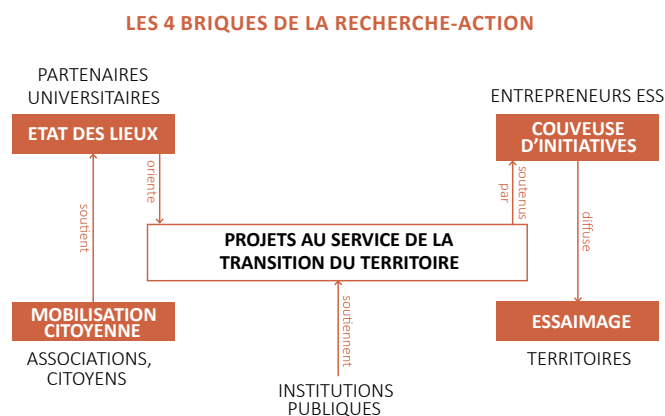 LES 4 BRIQUES DE LA RECHERCHE-ACTION
PARTENAIRES
UNIVERSITAIRES
ETAT DES LIEUX
ENTREPRENEURS ESS
COUVEUSE
D'INITIATIVES
oriente
soutient
soutenus
par
diffuse
PROJETS AU SERVICE DE LA
TRANSITION DU TERRITOIRE
MOBILISATION
CITOYENNE
ASSOCIATIONS,
CITOYENS
soutiennent
INSTITUTIONS
PUBLIQUES
ESSAIMAGE
TERRITOIRES